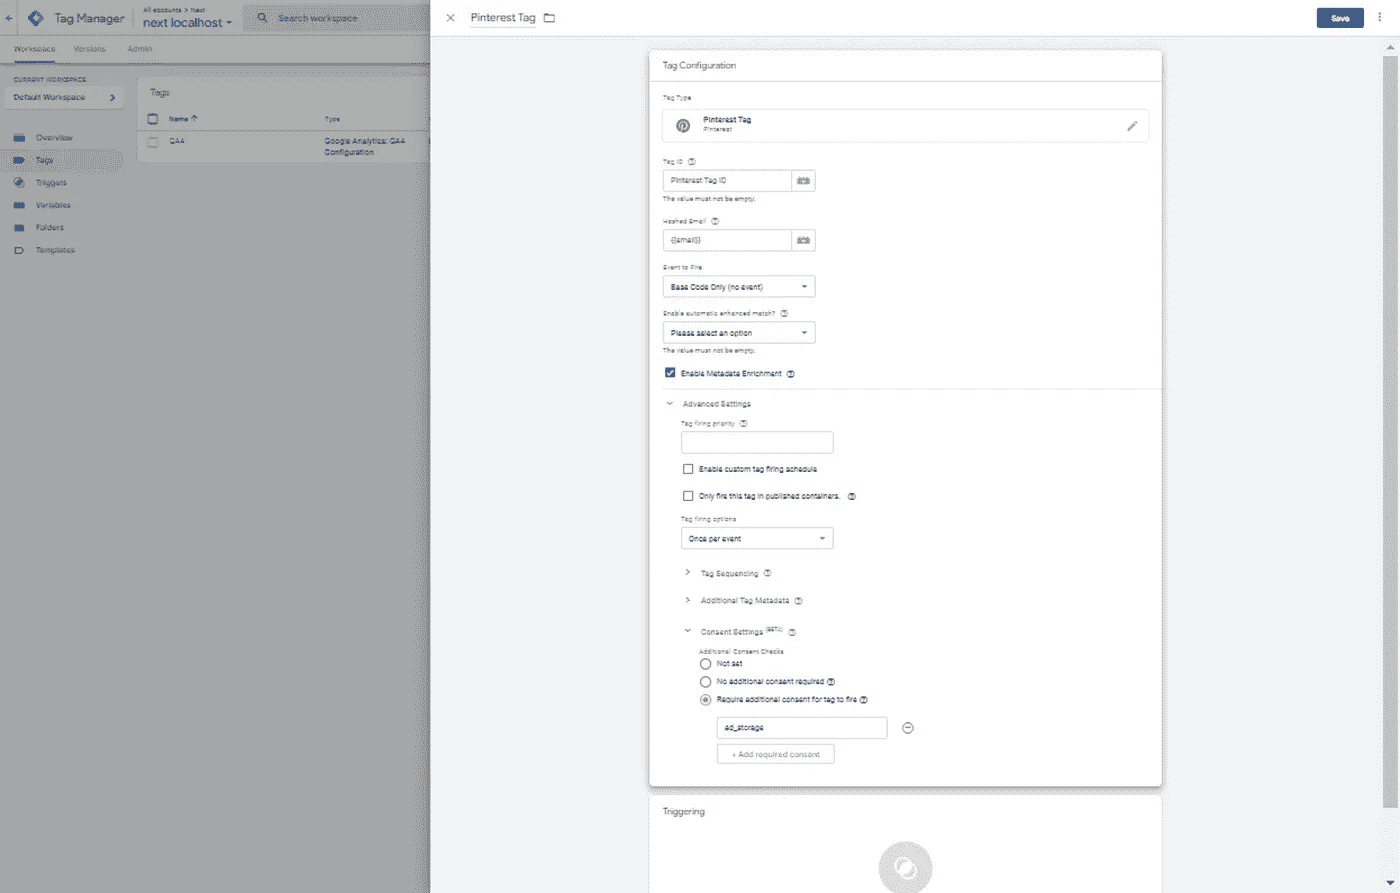 Tag Manager
All accounts > Next
next localhost
Search workspace
Pinterest Tag
Save
Workspace
Versions
Admin
CURRENT WORKSPACE
Default Workspace
Overview
Tags
Triggers
Variables
Folders
Templates
Tags
Name
Type
GA4
Google Analytics: GA4
Configuration
Tag Configuration
Tag Type
Pinterest Tag
Pinterest
Tag ID
Pinterest Tag ID
The value must not be empty.
Hashed Email
{{email}}
Event to Fire
Base Code Only (no event)
Enable automatic enhanced match?
Please select an option
The value must not be empty.
Enable Metadata Enrichment
Advanced Settings
Tag firing priority
Enable custom tag firing schedule
Only fire this tag in published containers.
Tag firing options
Once per event
Tag Sequencing
Additional Tag Metadata
Consent Settings (BETA)
Additional Consent Checks
Not set
No additional consent required
Require additional consent for tag to fire
ad_storage
+ Add required consent
Triggering